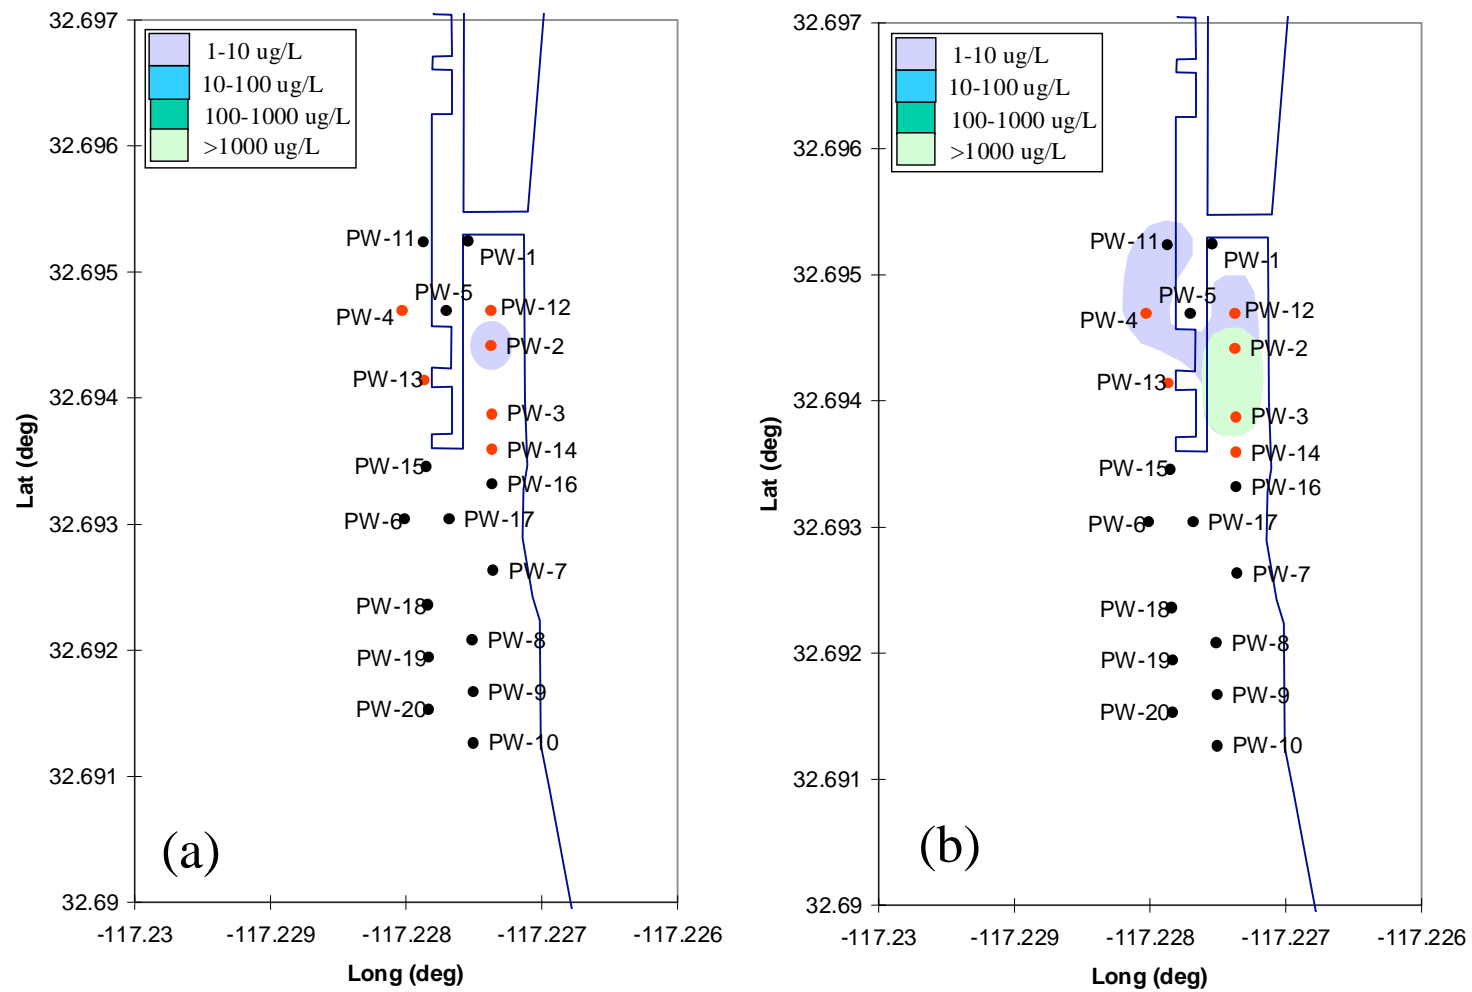 32.697
1-10 ug/L
10-100 ug/L
100-1000 ug/L
>1000 ug/L
32.696
PW-11
PW-1
32.695
PW-5
PW-12
PW-4
PW-2
PW-13
32.694
PW-3
PW-14
PW-15
PW-16
PW-6
PW-17
32.693
PW-7
PW-18
PW-8
32.692
PW-19
PW-9
PW-20
PW-10
32.691
(a)
32.69
-117.23
-117.229
-117.228
-117.227
-117.226
Lat (deg)
Long (deg)
32.697
1-10 ug/L
10-100 ug/L
100-1000 ug/L
>1000 ug/L
32.696
PW-11
PW-1
32.695
PW-5
PW-12
PW-4
PW-2
PW-13
32.694
PW-3
PW-14
PW-15
PW-16
PW-6
PW-17
32.693
PW-7
PW-18
PW-8
32.692
PW-19
PW-9
PW-20
PW-10
32.691
(b)
32.69
-117.23
-117.229
-117.228
-117.227
-117.226
Lat (deg)
Long (deg)